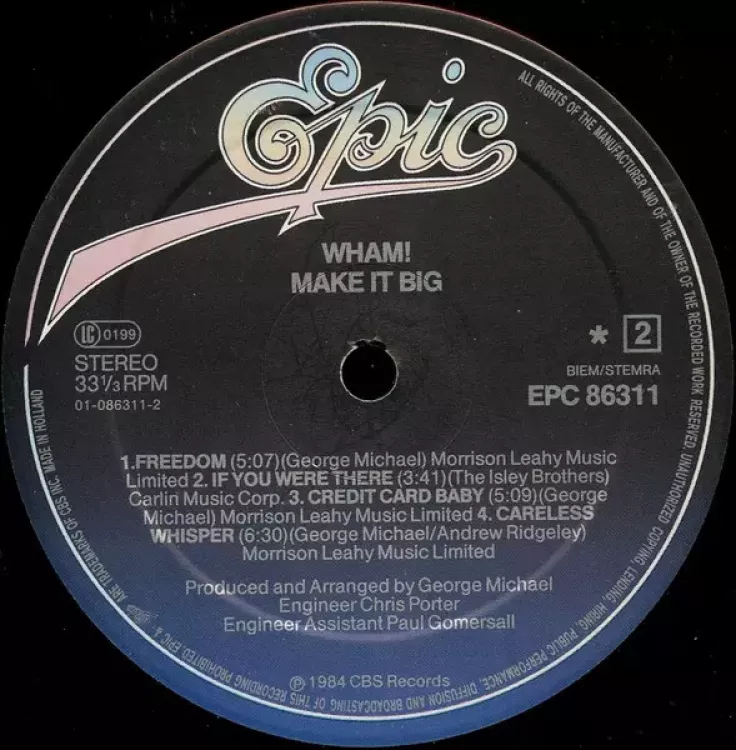 Epic
WHAM!
MAKE IT BIG
LC 0199
STEREO
33 1/3 RPM
01-086311-2
* 2
BIEM/STEMRA
EPC 86311
1.FREEDOM (5:07)(George Michael) Morrison Leahy Music
Limited 2. IF YOU WERE THERE (3:41)(The Isley Brothers)
Carlin Music Corp. 3. CREDIT CARD BABY (5:09)(George
Michael) Morrison Leahy Music Limited 4. CARELESS
WHISPER (6:30)(George Michael/Andrew Ridgeley)
Morrison Leahy Music Limited
Produced and Arranged by George Michael
Engineer Chris Porter
Engineer Assistant Paul Gomersall
℗ 1984 CBS Records
ALL RIGHTS OF THE MANUFACTURER AND OF THE OWNER OF THE RECORDED WORK RESERVED. UNAUTHORIZED COPYING, LENDING, HIRING, PUBLIC PERFORMANCE, DIFFUSION AND BROADCASTING OF THIS RECORDING PROHIBITED. EPIC & ARE TRADEMARKS OF CBS INC. MADE IN HOLLAND